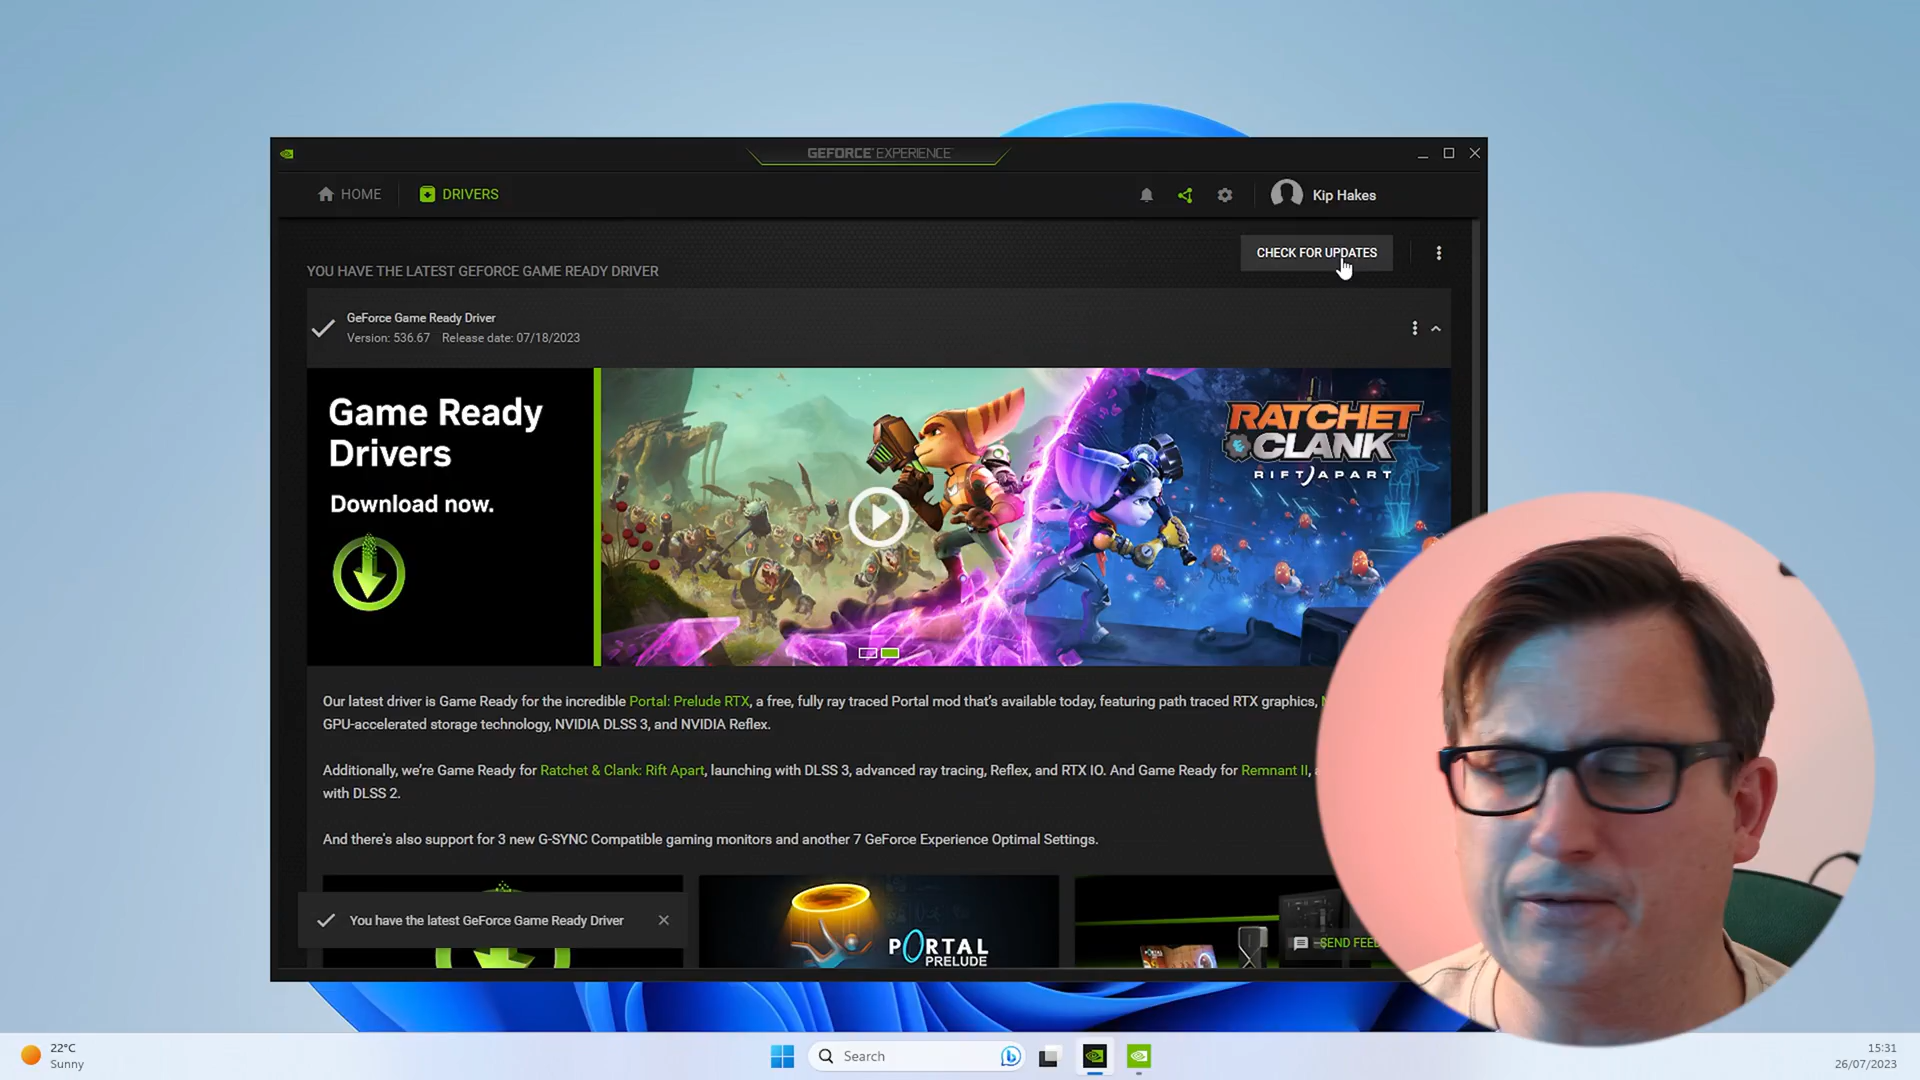 GEFORCE EXPERIENCE
HOME
DRIVERS
Kip Hakes
CHECK FOR UPDATES
YOU HAVE THE LATEST GEFORCE GAME READY DRIVER
GeForce Game Ready Driver
Version: 536.67 Release date: 07/18/2023
Game Ready
Drivers
Download now.
RATCHET
CLANK
RIFT APART
Our latest driver is Game Ready for the incredible Portal: Prelude RTX, a free, fully ray traced Portal mod that's available today, featuring path traced RTX graphics,
GPU-accelerated storage technology, NVIDIA DLSS 3, and NVIDIA Reflex.
Additionally, we're Game Ready for Ratchet & Clank: Rift Apart, launching with DLSS 3, advanced ray tracing, Reflex, and RTX IO. And Game Ready for Remnant II,
with DLSS 2.
And there's also support for 3 new G-SYNC Compatible gaming monitors and another 7 GeForce Experience Optimal Settings.
You have the latest GeForce Game Ready Driver
PORTAL
PRELUDE
SEND
22°C
Sunny
Search
15:31
26/07/2023